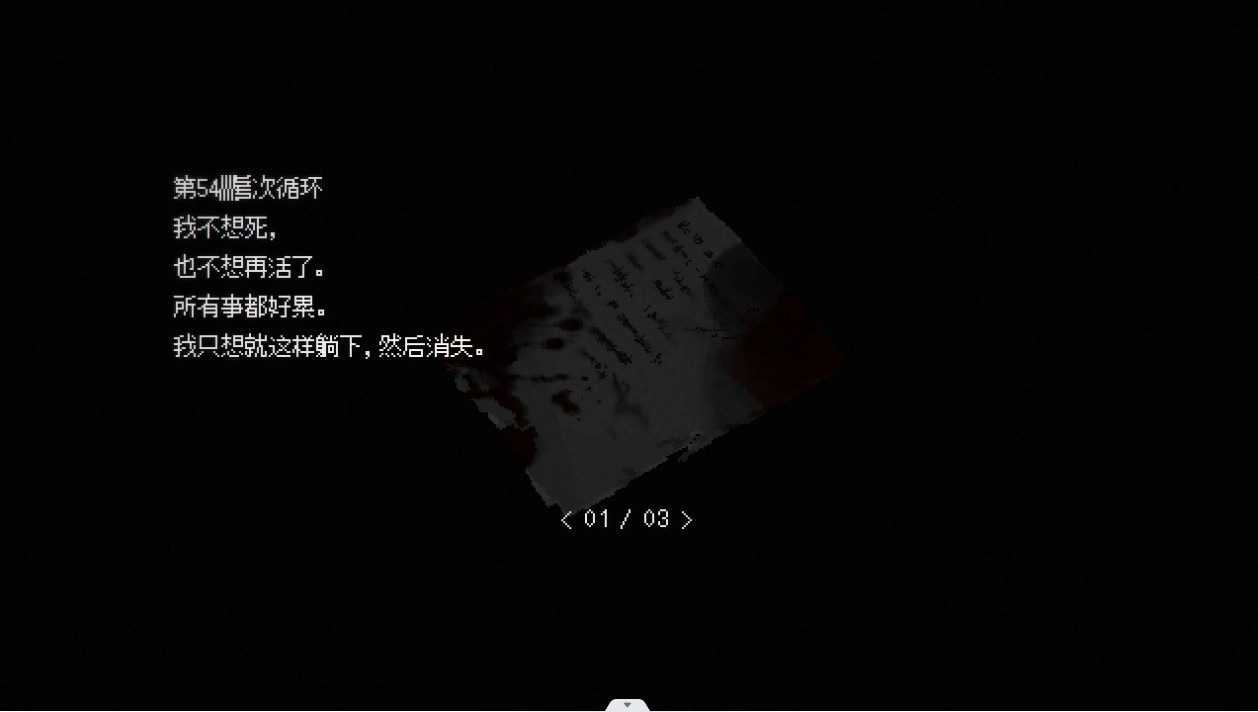 第54次循环
我不想死，
也不想再活了。
所有事都好累。
我只想就这样躺下，然后消失。
< 01 / 03 >